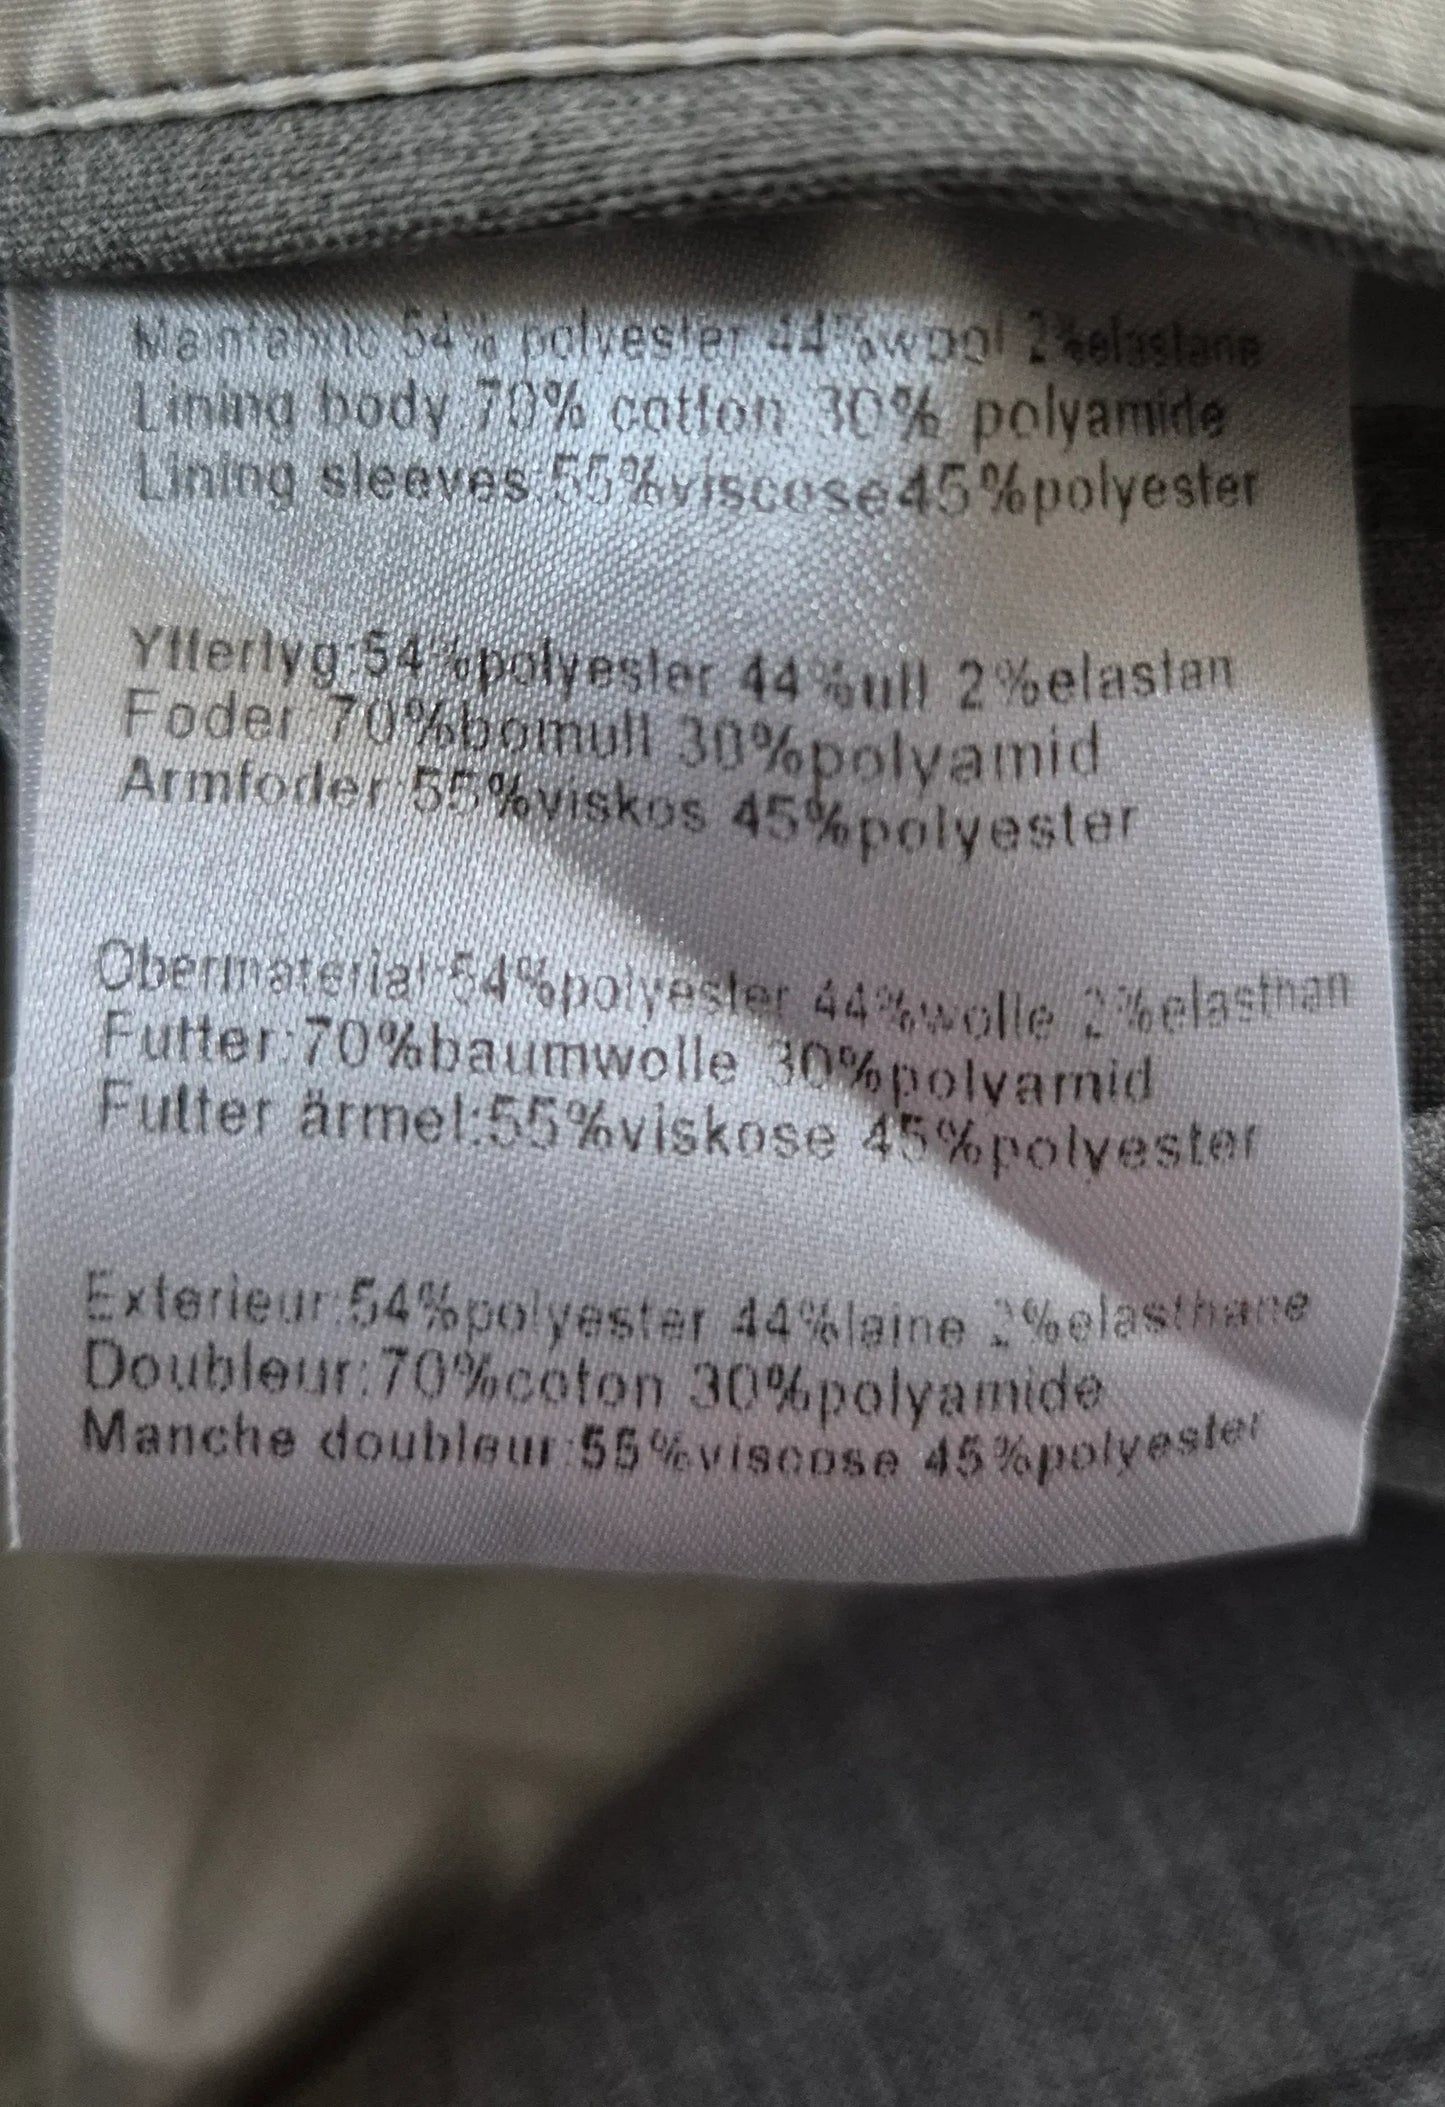 Mainfabric:54% polyester 44%wool 2%elastane
Lining body:70% cotton 30% polyamide
Lining sleeves:55%viscose45%polyester
Ytterlyg:54%polyester 44%ull 2%elastan
Foder:70%bomull 30%polyamid
Armfoder:55%viskos 45%polyester
Obermaterial:54%polyester 44%wolle 2%elasthan
Futter:70%baumwolle 30%polyamid
Futter ärmel:55%viskose 45%polyester
Exterieur:54%polyester 44%laine 2%elasthane
Doubleur:70%coton 30%polyamide
Manche doubleur:55%viscose 45%polyester